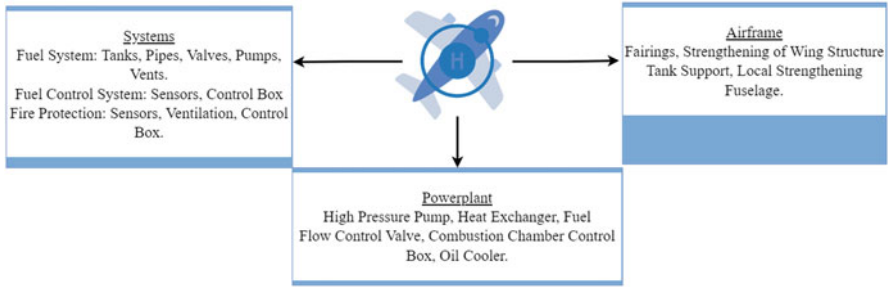 Systems
Fuel System: Tanks, Pipes, Valves, Pumps,
Vents.
Fuel Control System: Sensors, Control Box
Fire Protection: Sensors, Ventilation, Control
Box.
H
Airframe
Fairings, Strengthening of Wing Structure
Tank Support, Local Strengthening
Fuselage.
Powerplant
High Pressure Pump, Heat Exchanger, Fuel
Flow Control Valve, Combustion Chamber Control
Box, Oil Cooler.